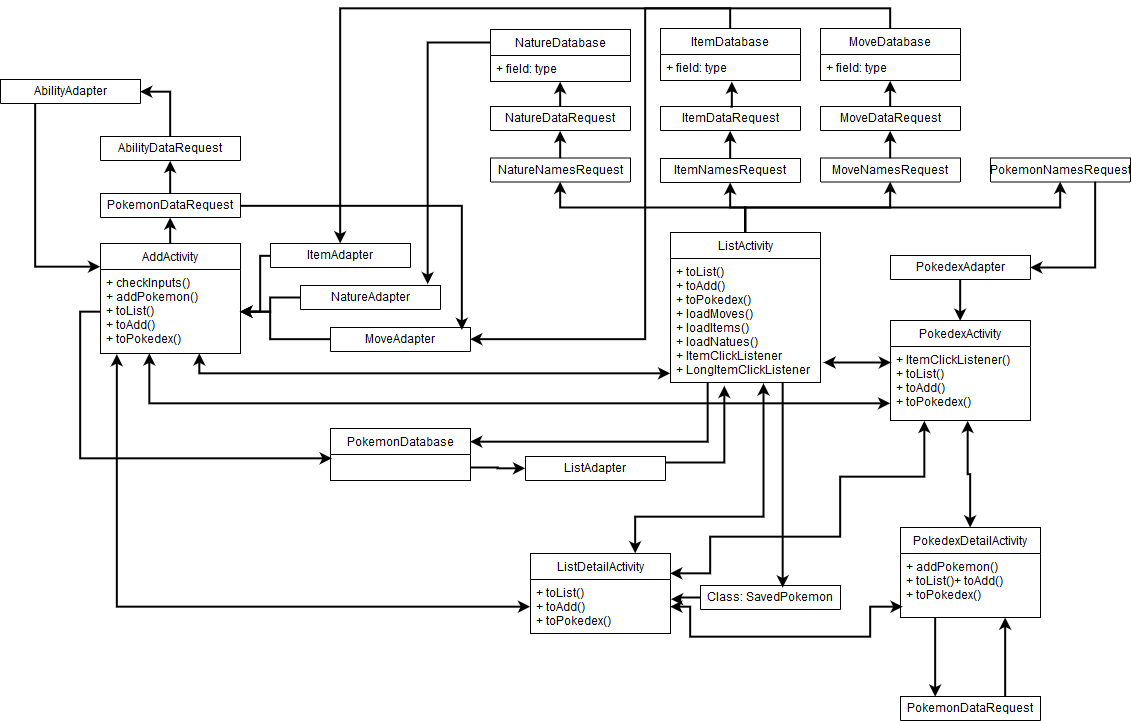 NatureDatabase
+ field: type
ItemDatabase
+ field: type
MoveDatabase
+ field: type
AbilityAdapter
NatureDataRequest
ItemDataRequest
MoveDataRequest
AbilityDataRequest
NatureNamesRequest
ItemNamesRequest
MoveNamesRequest
PokemonNamesRequest
PokemonDataRequest
AddActivity
+ checkInputs()
+ addPokemon()
+ toList()
+ toAdd()
+ toPokedex()
ItemAdapter
NatureAdapter
MoveAdapter
ListActivity
+ toList()
+ toAdd()
+ toPokedex()
+ loadMoves()
+ loadItems()
+ loadNatues()
+ ItemClickListener
+ LongItemClickListener
PokedexAdapter
PokedexActivity
+ ItemClickListener()
+ toList()
+ toAdd()
+ toPokedex()
PokemonDatabase
ListAdapter
ListDetailActivity
+ toList()
+ toAdd()
+ toPokedex()
Class: SavedPokemon
PokedexDetailActivity
+ addPokemon()
+ toList()+ toAdd()
+ toPokedex()
PokemonDataRequest